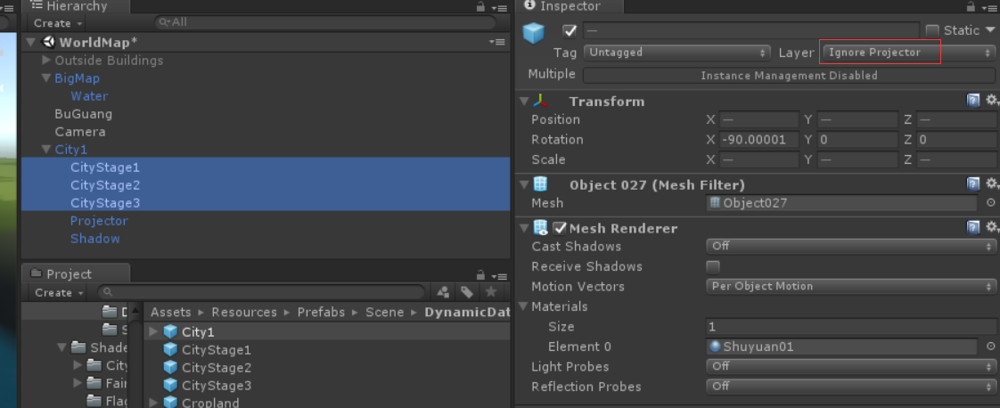 Hierarchy
Create
All
WorldMap*
Outside Buildings
BigMap
Water
BuGuang
Camera
City1
CityStage1
CityStage2
CityStage3
Projector
Shadow
Project
Create
Assets Resources Prefabs Scene DynamicDat
City1
CityStage1
CityStage2
CityStage3
Cropland
Shade
City
Fair
Flag
Inspector
— Static
Tag Untagged Layer Ignore Projector
Multiple Instance Management Disabled
Transform
Position X — Y — Z —
Rotation X -90.00001 Y 0 Z 0
Scale X — Y — Z —
Object 027 (Mesh Filter)
Mesh Object027
Mesh Renderer
Cast Shadows Off
Receive Shadows
Motion Vectors Per Object Motion
Materials
Size 1
Element 0 Shuyuan01
Light Probes Off
Reflection Probes Off